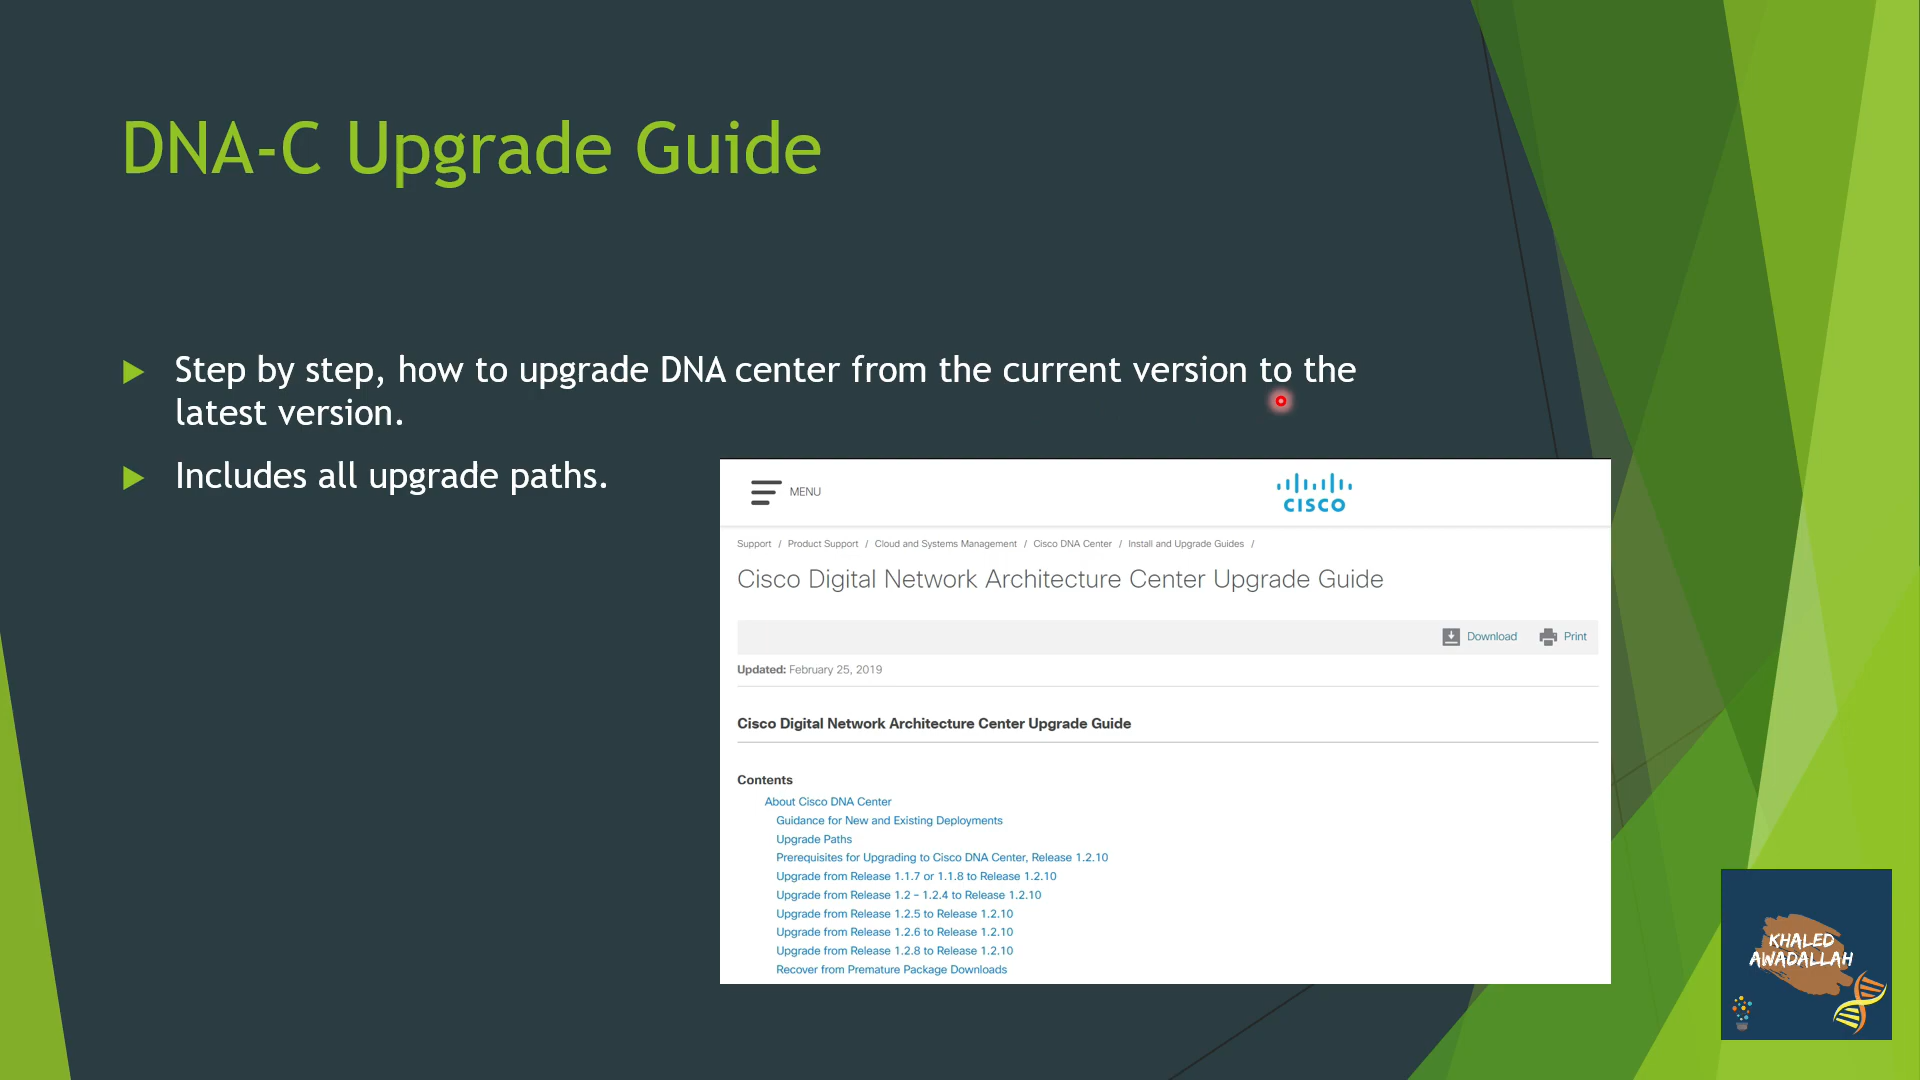 DNA-C Upgrade Guide
Step by step, how to upgrade DNA center from the current version to the
latest version.
Includes all upgrade paths.
MENU
CISCO
Support / Product Support / Cloud and Systems Management / Cisco DNA Center / Install and Upgrade Guides /
Cisco Digital Network Architecture Center Upgrade Guide
Download Print
Updated: February 25, 2019
Cisco Digital Network Architecture Center Upgrade Guide
Contents
About Cisco DNA Center
Guidance for New and Existing Deployments
Upgrade Paths
Prerequisites for Upgrading to Cisco DNA Center, Release 1.2.10
Upgrade from Release 1.1.7 or 1.1.8 to Release 1.2.10
Upgrade from Release 1.2 – 1.2.4 to Release 1.2.10
Upgrade from Release 1.2.5 to Release 1.2.10
Upgrade from Release 1.2.6 to Release 1.2.10
Upgrade from Release 1.2.8 to Release 1.2.10
Recover from Premature Package Downloads
KHALED
AWADALLAH